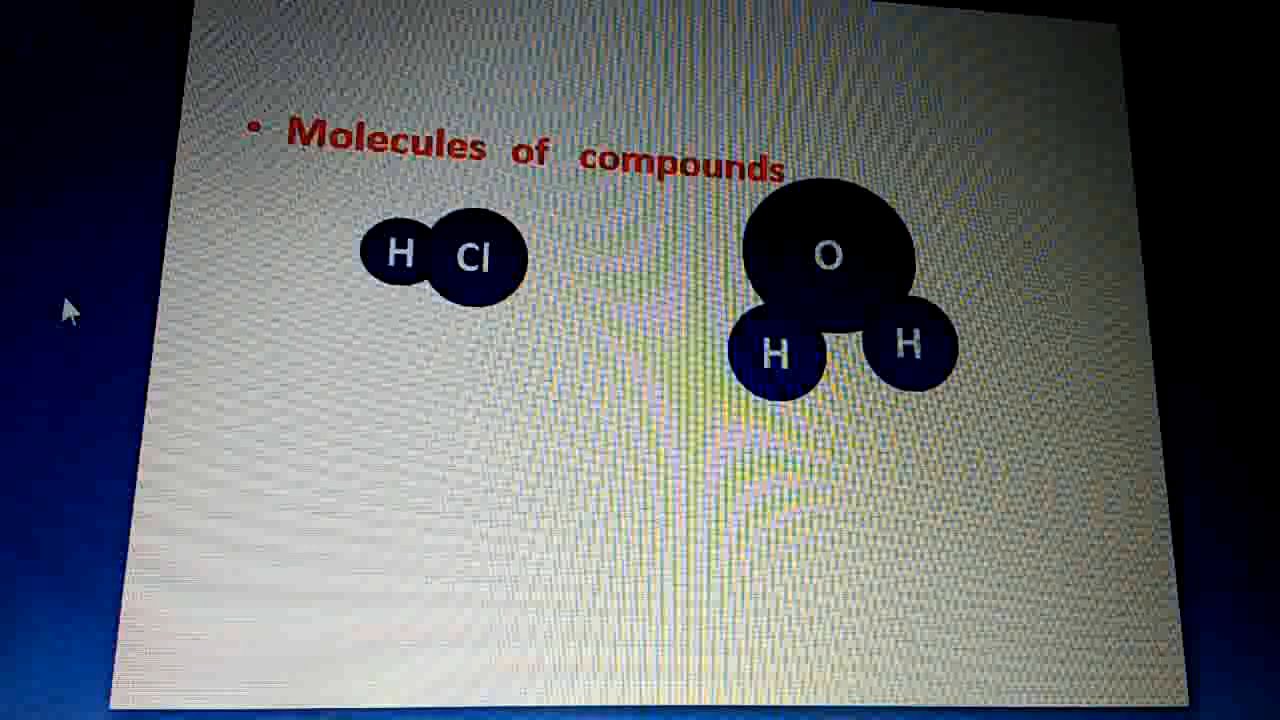 • Molecules of compounds
H Cl
O
H H